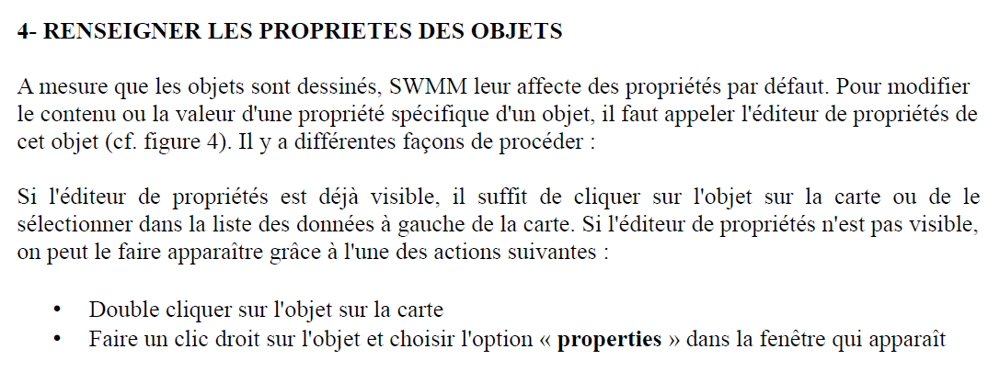 4- RENSEIGNER LES PROPRIETES DES OBJETS
A mesure que les objets sont dessinés, SWMM leur affecte des propriétés par défaut. Pour modifier
le contenu ou la valeur d'une propriété spécifique d'un objet, il faut appeler l'éditeur de propriétés de
cet objet (cf. figure 4). Il y a différentes façons de procéder :
Si l'éditeur de propriétés est déjà visible, il suffit de cliquer sur l'objet sur la carte ou de le
sélectionner dans la liste des données à gauche de la carte. Si l'éditeur de propriétés n'est pas visible,
on peut le faire apparaître grâce à l'une des actions suivantes :
• Double cliquer sur l'objet sur la carte
• Faire un clic droit sur l'objet et choisir l'option « properties » dans la fenêtre qui apparaît